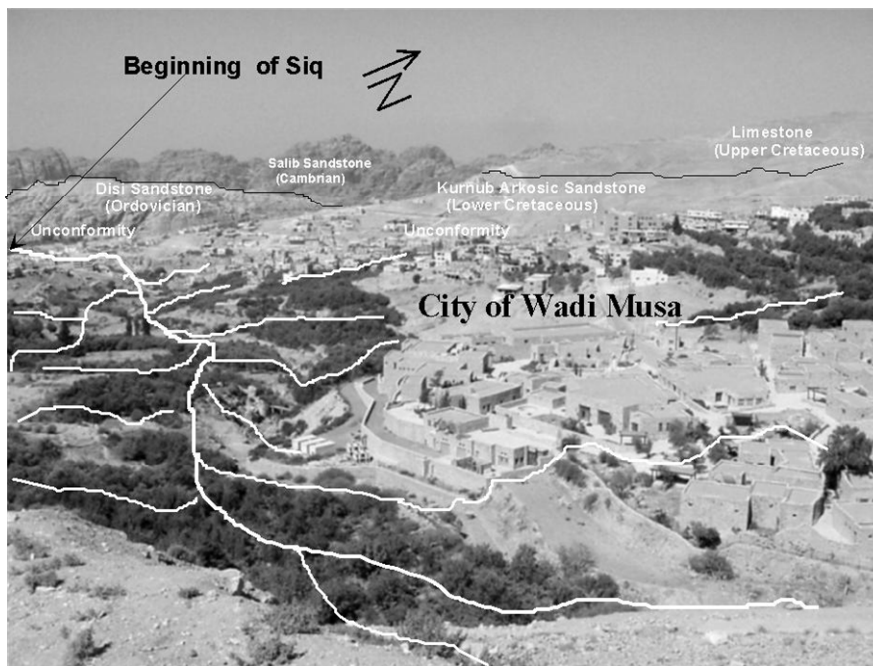 Beginning of Siq
N
Limestone
(Upper Cretaceous)
Salib Sandstone
(Cambrian)
Disi Sandstone
(Ordovician)
Kurnub Arkosic Sandstone
(Lower Cretaceous)
Unconformity
Unconformity
City of Wadi Musa